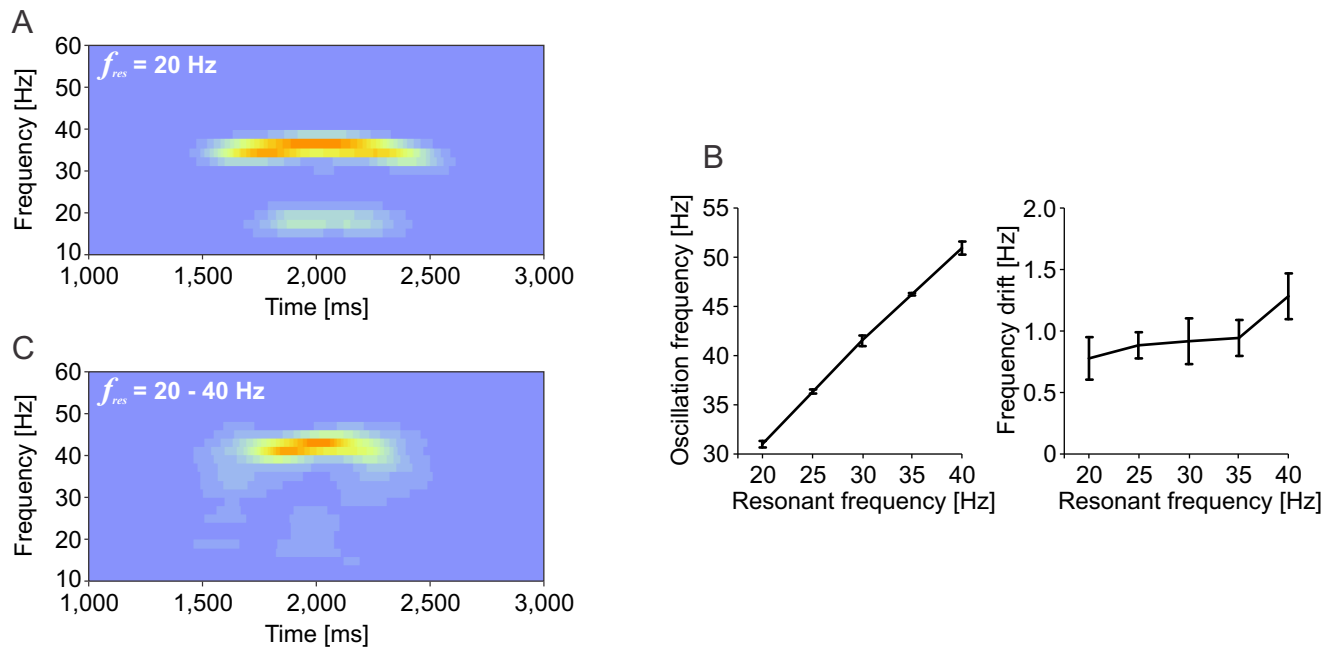 A
f_res = 20 Hz
60
50
40
30
20
10
Frequency [Hz]
1,000 1,500 2,000 2,500 3,000
Time [ms]
C
f_res = 20 - 40 Hz
60
50
40
30
20
10
Frequency [Hz]
1,000 1,500 2,000 2,500 3,000
Time [ms]
B
55
50
45
40
35
30
Oscillation frequency [Hz]
20 25 30 35 40
Resonant frequency [Hz]
2.0
1.5
1.0
0.5
0
Frequency drift [Hz]
20 25 30 35 40
Resonant frequency [Hz]